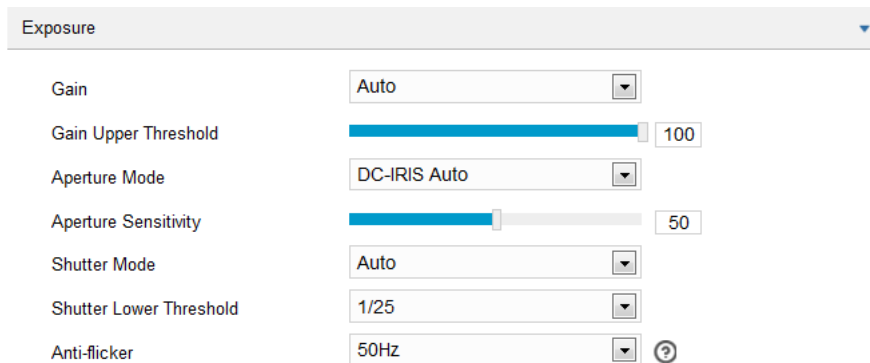 Exposure
Gain Auto
Gain Upper Threshold 100
Aperture Mode DC-IRIS Auto
Aperture Sensitivity 50
Shutter Mode Auto
Shutter Lower Threshold 1/25
Anti-flicker 50Hz ?